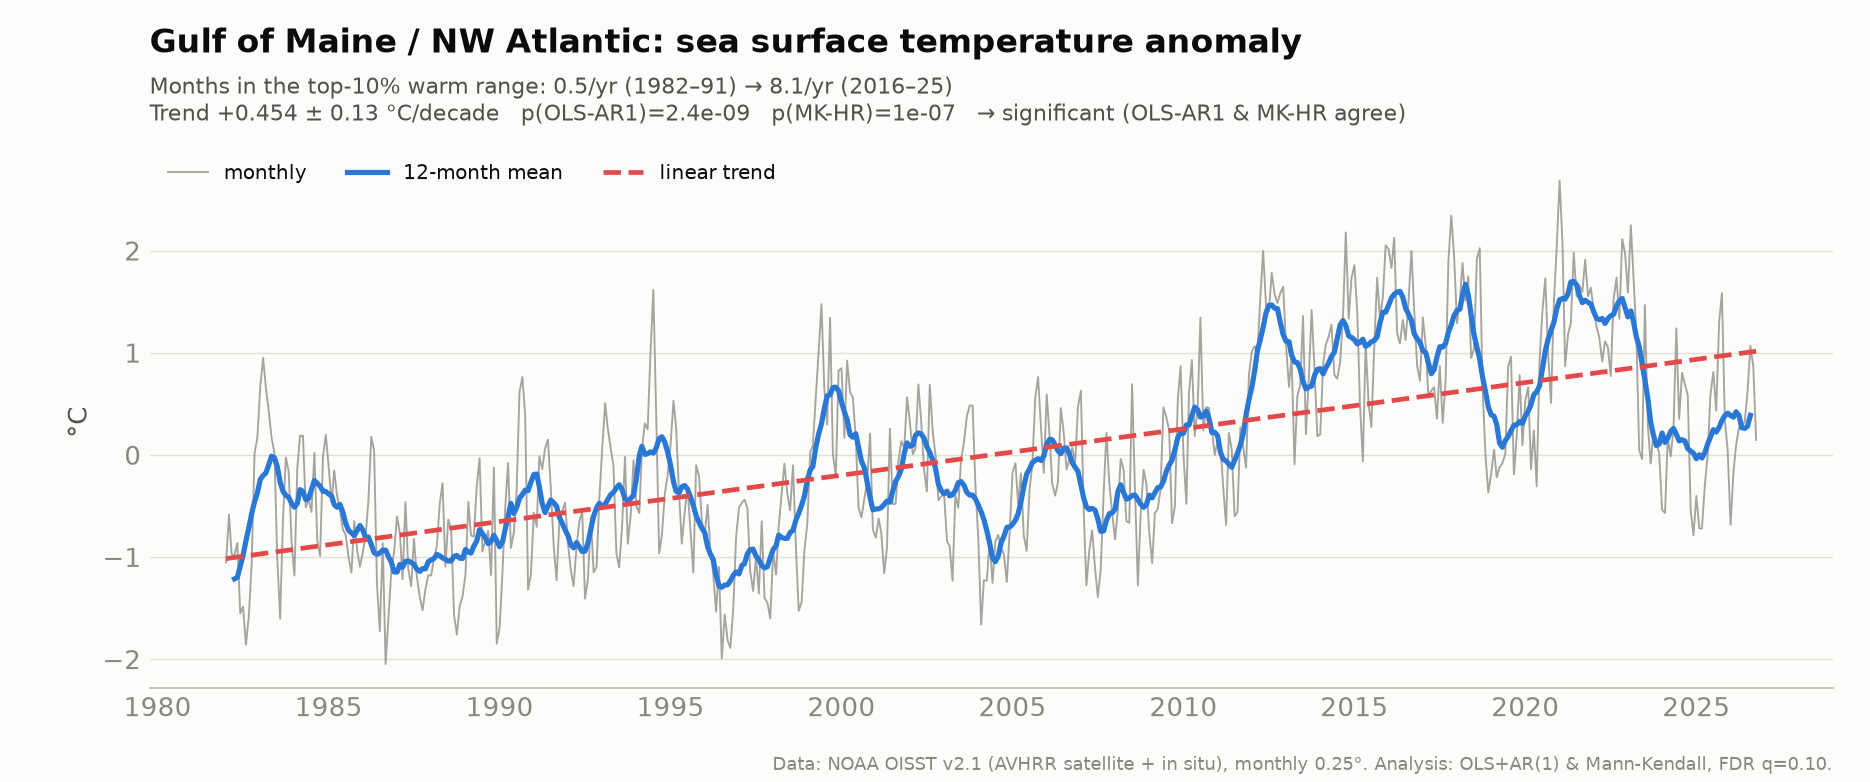 Gulf of Maine / NW Atlantic: sea surface temperature anomaly
Months in the top-10% warm range: 0.5/yr (1982–91) → 8.1/yr (2016–25)
Trend +0.454 ± 0.13 °C/decade   p(OLS-AR1)=2.4e-09   p(MK-HR)=1e-07   → significant (OLS-AR1 & MK-HR agree)
monthly   12-month mean   linear trend
2
1
0
−1
−2
°C
1980 1985 1990 1995 2000 2005 2010 2015 2020 2025
Data: NOAA OISST v2.1 (AVHRR satellite + in situ), monthly 0.25°. Analysis: OLS+AR(1) & Mann-Kendall, FDR q=0.10.